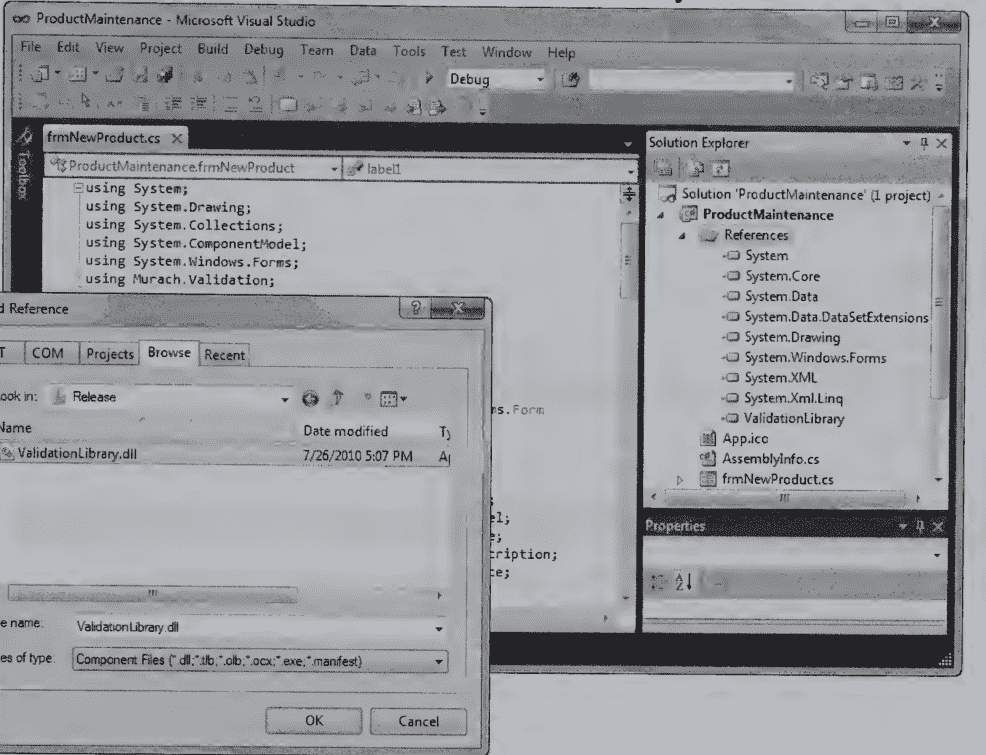 ProductMaintenance - Microsoft Visual Studio
File Edit View Project Build Debug Team Data Tools Test Window Help
Debug
Toolbox
frmNewProduct.cs
ProductMaintenance.frmNewProduct
label1
using System;
using System.Drawing;
using System.Collections;
using System.ComponentModel;
using System.Windows.Forms;
using Murach.Validation;
ns.Form
el;
e;
cription;
ce;
Solution Explorer
Solution 'ProductMaintenance' (1 project)
ProductMaintenance
References
System
System.Core
System.Data
System.Data.DataSetExtensions
System.Drawing
System.Windows.Forms
System.XML
System.Xml.Linq
ValidationLibrary
App.ico
AssemblyInfo.cs
frmNewProduct.cs
Properties
d Reference
T COM Projects Browse Recent
ook in: Release
Name Date modified Ty
ValidationLibrary.dll 7/26/2010 5:07 PM Ap
e name: ValidationLibrary.dll
es of type: Component Files (*.dll;*.tlb;*.olb;*.ocx;*.exe;*.manifest)
OK Cancel